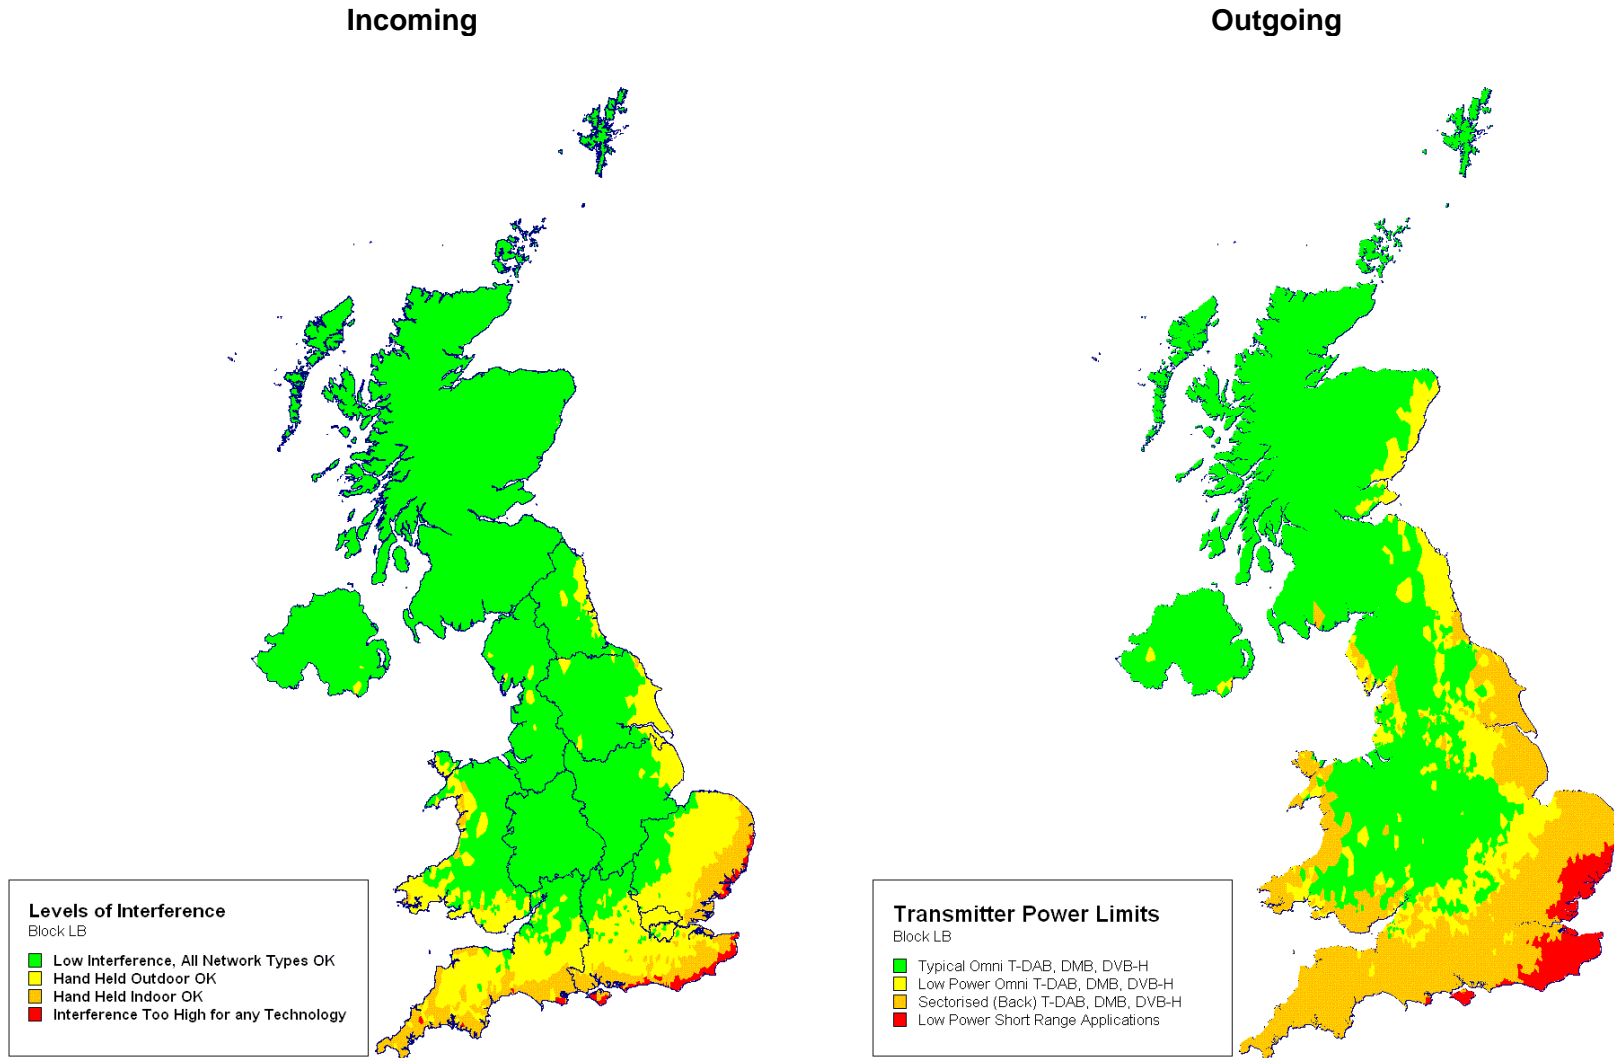 Incoming
Outgoing
Levels of Interference
Block LB
Low Interference, All Network Types OK
Hand Held Outdoor OK
Hand Held Indoor OK
Interference Too High for any Technology
Transmitter Power Limits
Block LB
Typical Omni T-DAB, DMB, DVB-H
Low Power Omni T-DAB, DMB, DVB-H
Sectorised (Back) T-DAB, DMB, DVB-H
Low Power Short Range Applications